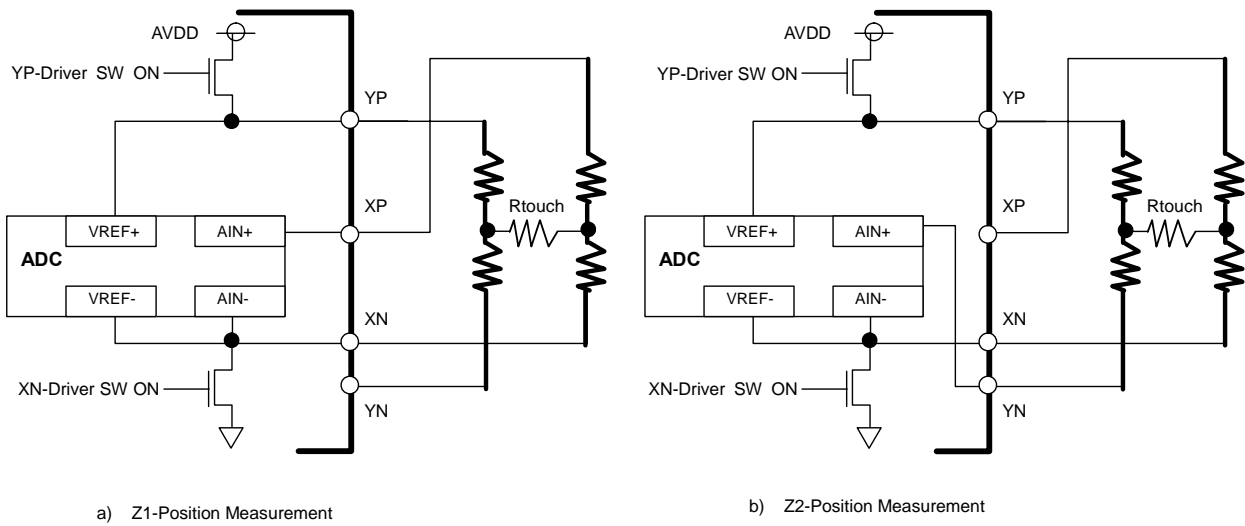 AVDD
YP-Driver SW ON
YP
XP
Rtouch
VREF+
AIN+
ADC
VREF-
AIN-
XN
XN-Driver SW ON
YN
a) Z1-Position Measurement
AVDD
YP-Driver SW ON
YP
XP
Rtouch
VREF+
AIN+
ADC
VREF-
AIN-
XN
XN-Driver SW ON
YN
b) Z2-Position Measurement